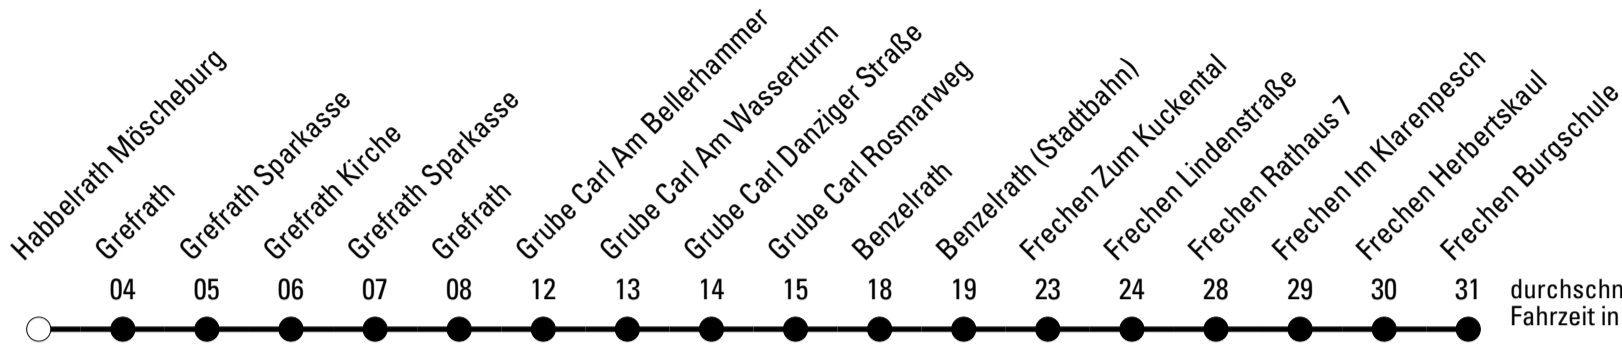 Habbelrath Möscheburg
Grefrath
Grefrath Sparkasse
Grefrath Kirche
Grefrath Sparkasse
Grefrath
Grube Carl Am Bellerhammer
Grube Carl Am Wasserturm
Grube Carl Danziger Straße
Grube Carl Rosmarweg
Benzelrath
Benzelrath (Stadtbahn)
Frechen Zum Kuckental
Frechen Lindenstraße
Frechen Rathaus 7
Frechen Im Klarenpesch
Frechen Herbertskaul
Frechen Burgschule
04 05 06 07 08 12 13 14 15 18 19 23 24 28 29 30 31 durchschn
Fahrzeit in